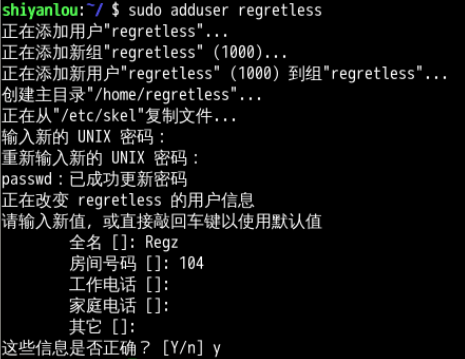 shiyanlou:~/ $ sudo adduser regretless
正在添加用户"regretless"...
正在添加新组"regretless" (1000)...
正在添加新用户"regretless" (1000) 到组"regretless"...
创建主目录"/home/regretless"...
正在从"/etc/skel"复制文件...
输入新的 UNIX 密码：
重新输入新的 UNIX 密码：
passwd：已成功更新密码
正在改变 regretless 的用户信息
请输入新值，或直接敲回车键以使用默认值
全名 []: Regz
房间号码 []: 104
工作电话 []:
家庭电话 []:
其它 []:
这些信息是否正确？ [Y/n] y